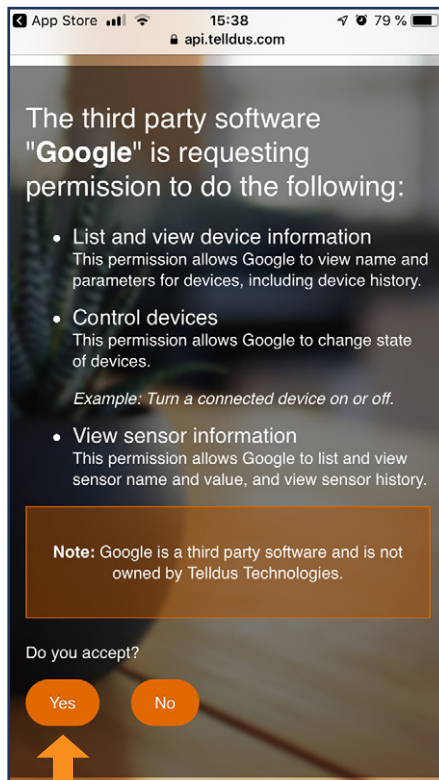 App Store 15:38 79 %
api.telldus.com
The third party software
"Google" is requesting
permission to do the following:
• List and view device information
This permission allows Google to view name and
parameters for devices, including device history.
• Control devices
This permission allows Google to change state
of devices.
Example: Turn a connected device on or off.
• View sensor information
This permission allows Google to list and view
sensor name and value, and view sensor history.
Note: Google is a third party software and is not
owned by Telldus Technologies.
Do you accept?
Yes No